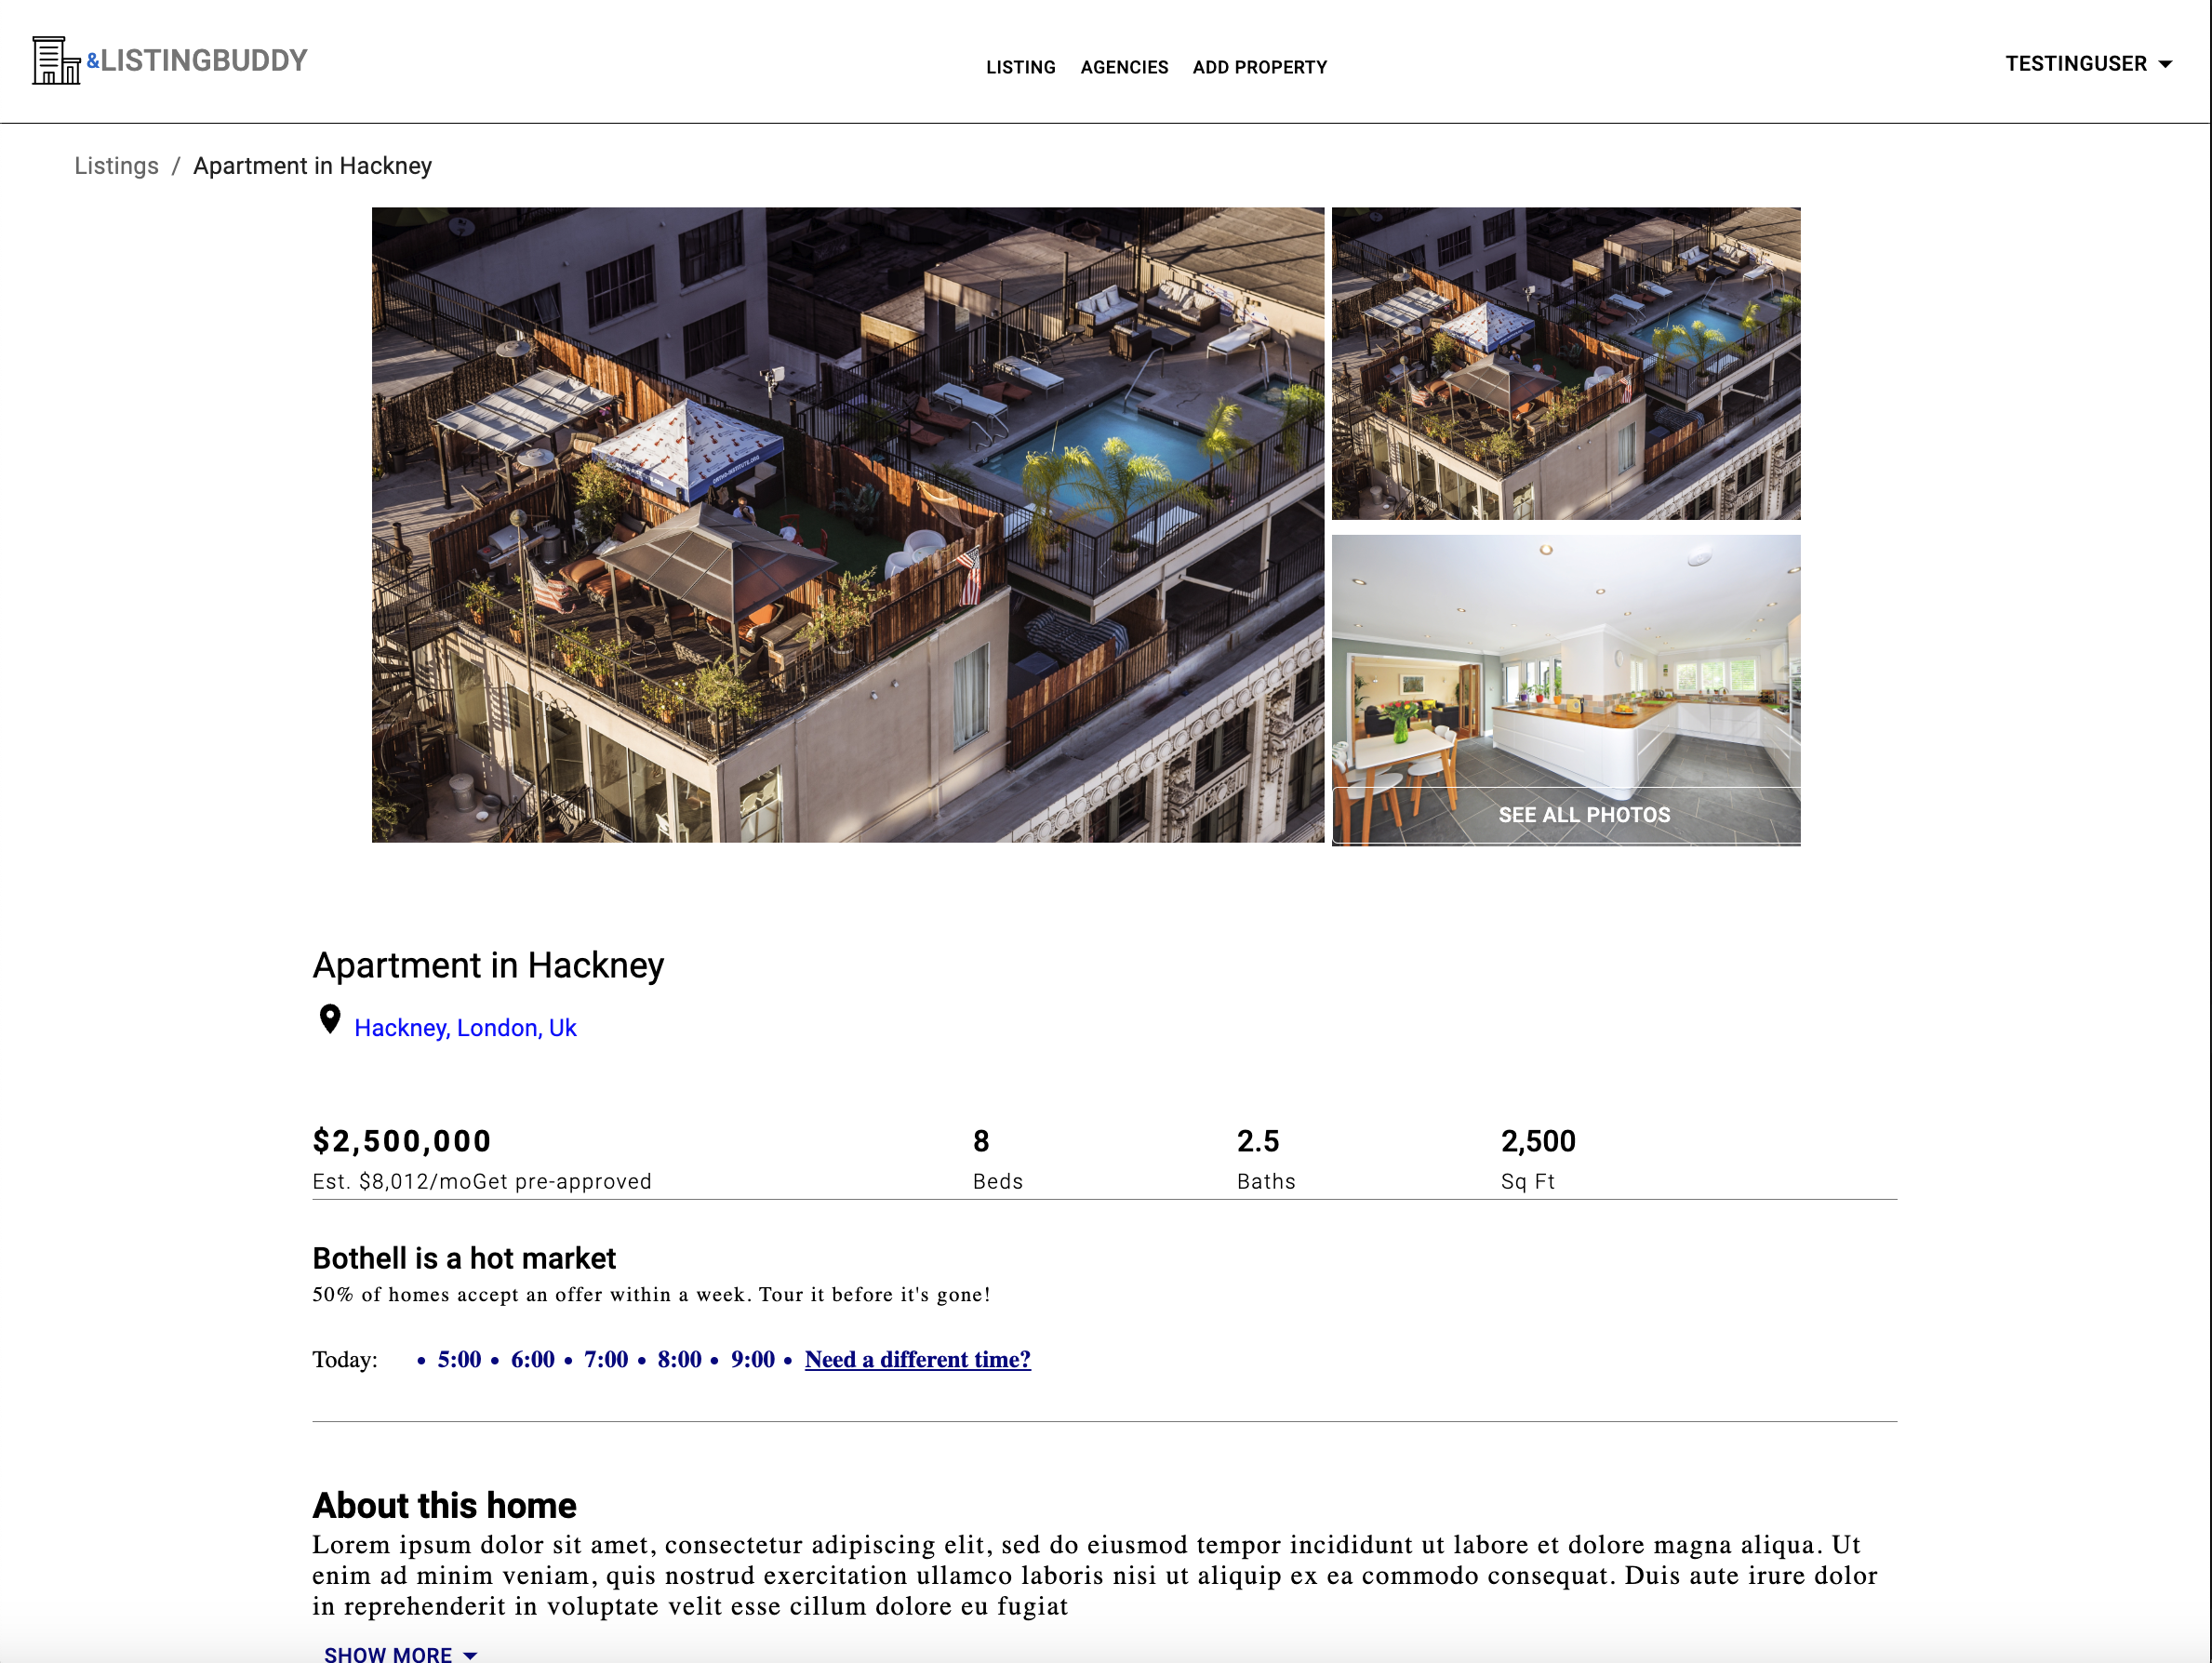 &LISTINGBUDDY
LISTING AGENCIES ADD PROPERTY
TESTINGUSER
Listings / Apartment in Hackney
ORTHO-INSTITUTE.ORG
SEE ALL PHOTOS
Apartment in Hackney
Hackney, London, Uk
$2,500,000 8 2.5 2,500
Est. $8,012/moGet pre-approved Beds Baths Sq Ft
Bothell is a hot market
50% of homes accept an offer within a week. Tour it before it's gone!
Today: • 5:00 • 6:00 • 7:00 • 8:00 • 9:00 • Need a different time?
About this home
Lorem ipsum dolor sit amet, consectetur adipiscing elit, sed do eiusmod tempor incididunt ut labore et dolore magna aliqua. Ut
enim ad minim veniam, quis nostrud exercitation ullamco laboris nisi ut aliquip ex ea commodo consequat. Duis aute irure dolor
in reprehenderit in voluptate velit esse cillum dolore eu fugiat
SHOW MORE